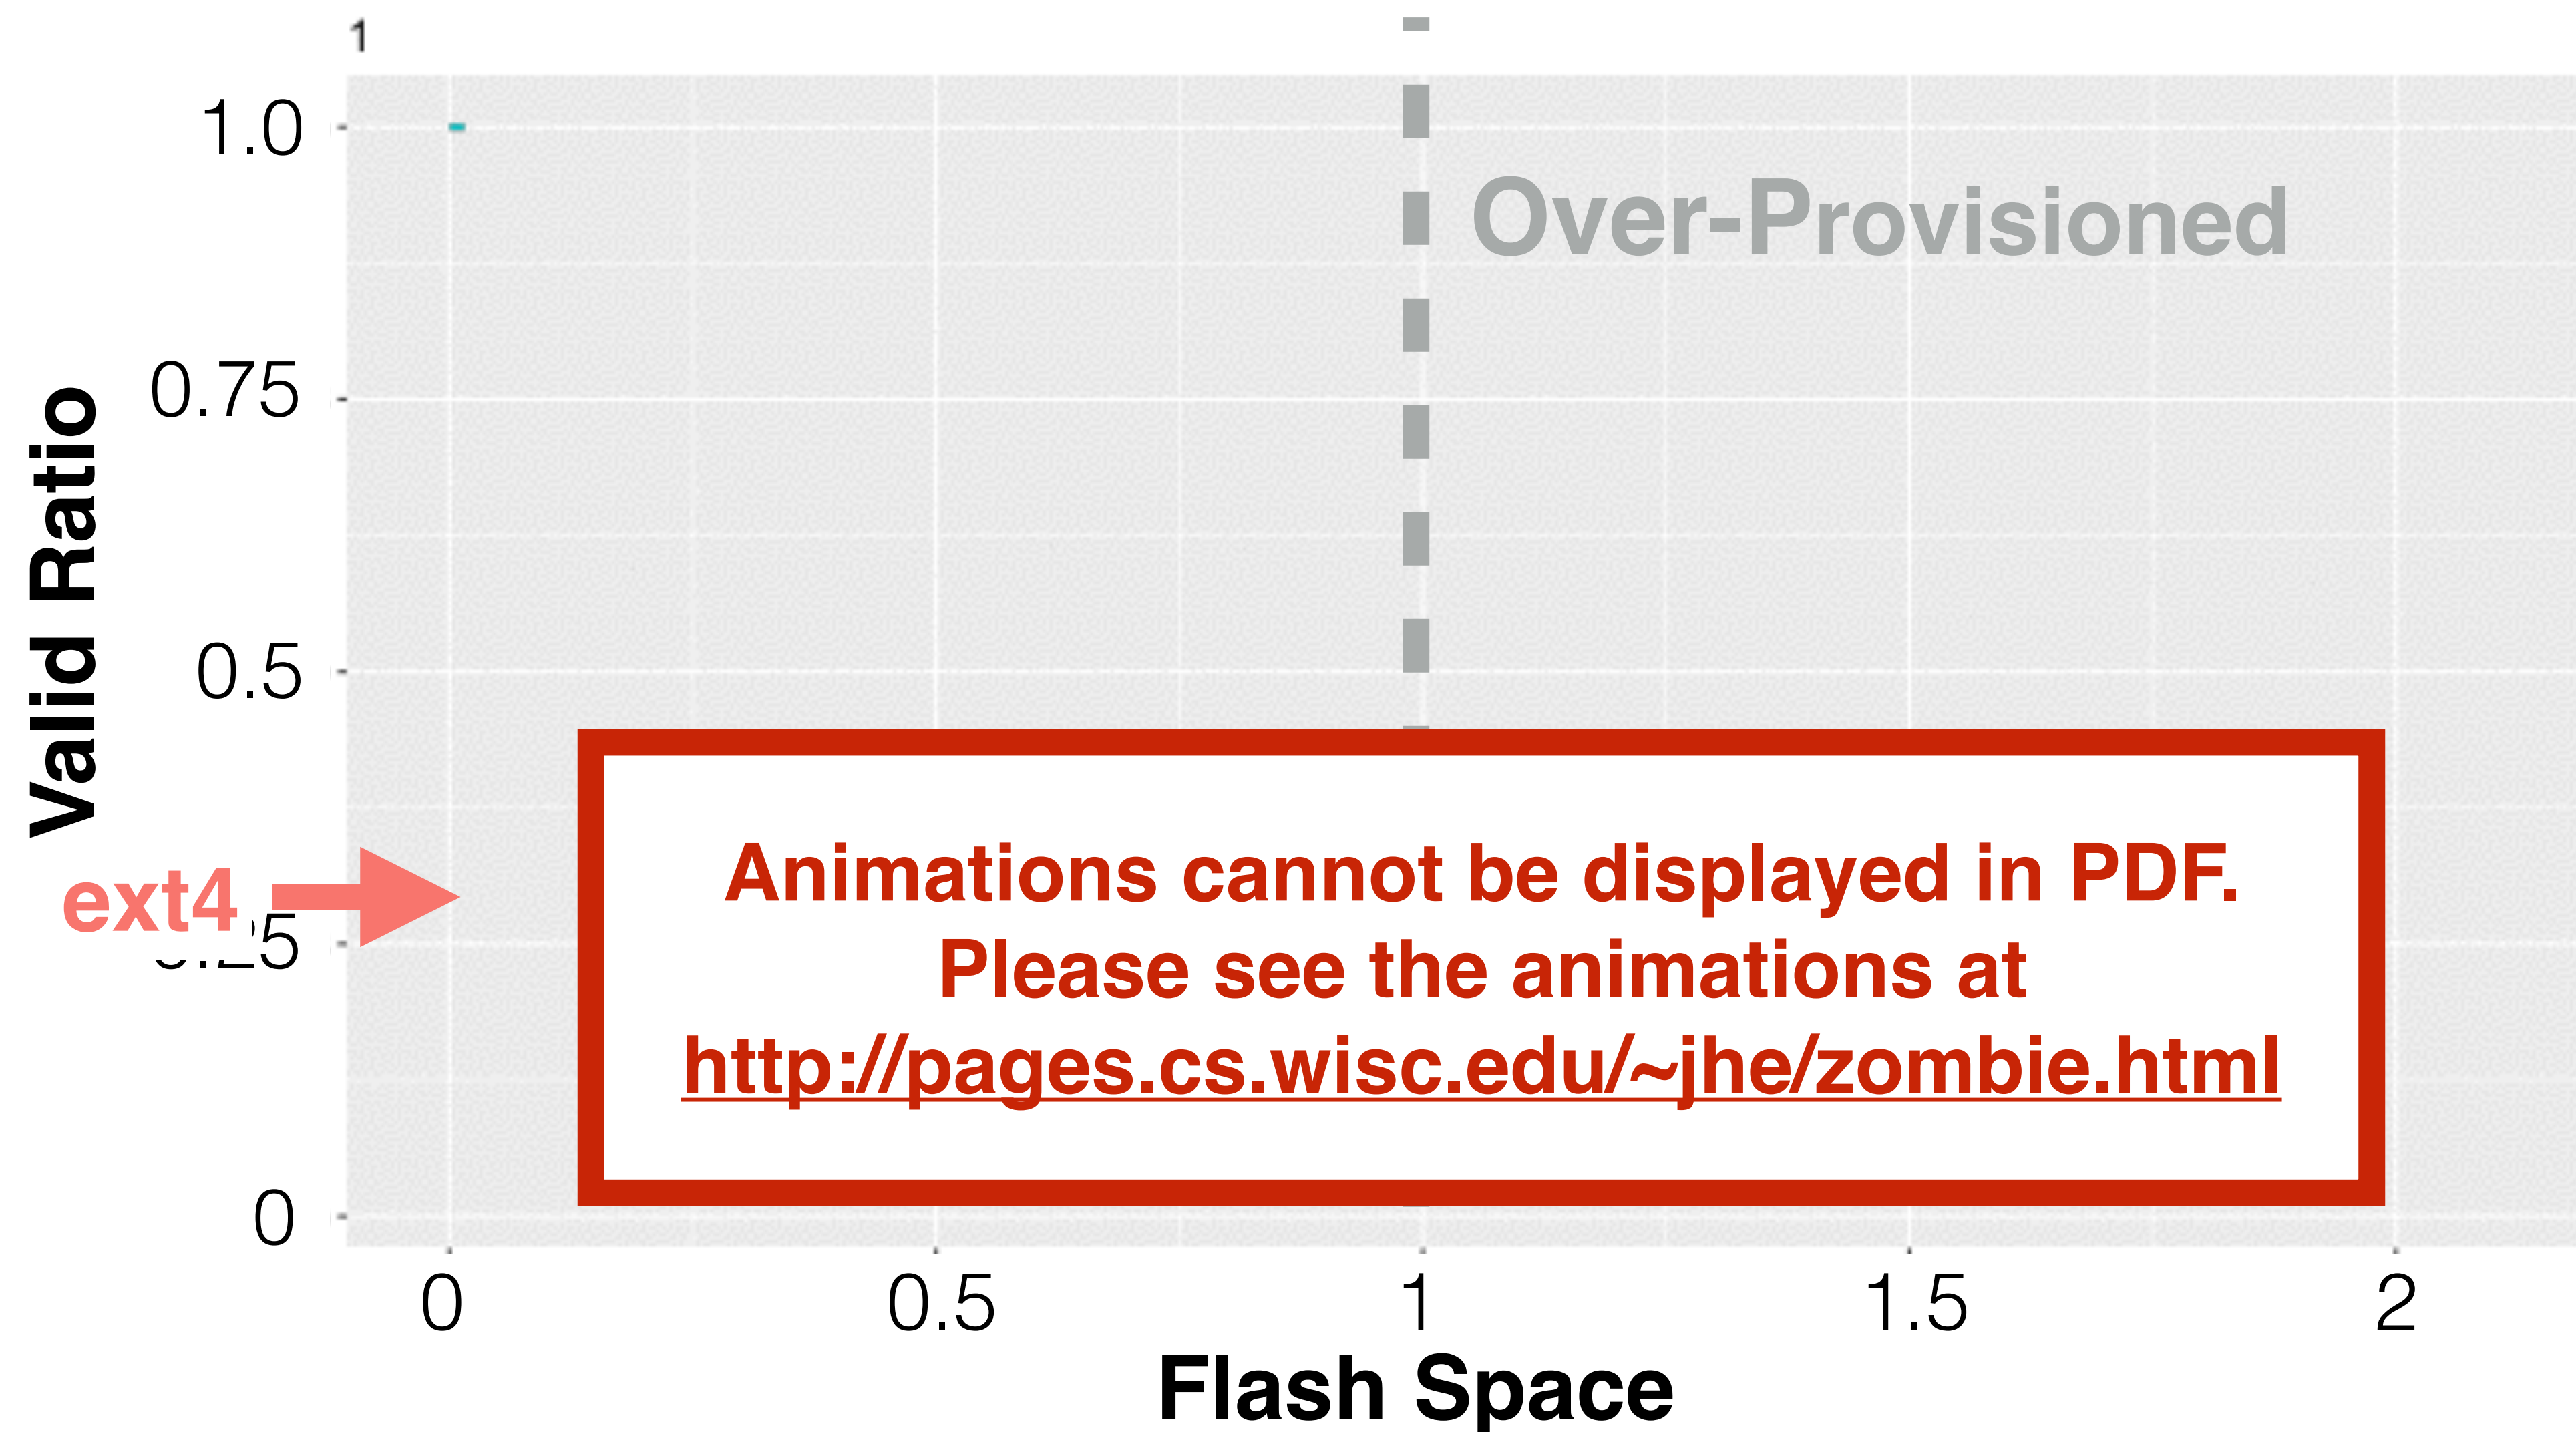 1
1.0
Over-Provisioned
0.75
Valid Ratio
0.5
ext4
Animations cannot be displayed in PDF.
Please see the animations at
http://pages.cs.wisc.edu/~jhe/zombie.html
0
0 0.5 1 1.5 2
Flash Space